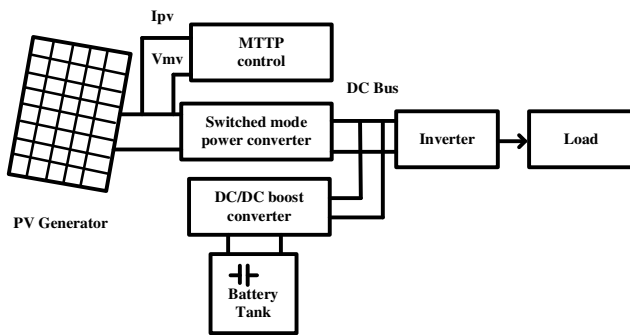 Ipv
MTTP
control
Vmv
DC Bus
Switched mode
power converter
Inverter
Load
DC/DC boost
converter
PV Generator
Battery
Tank